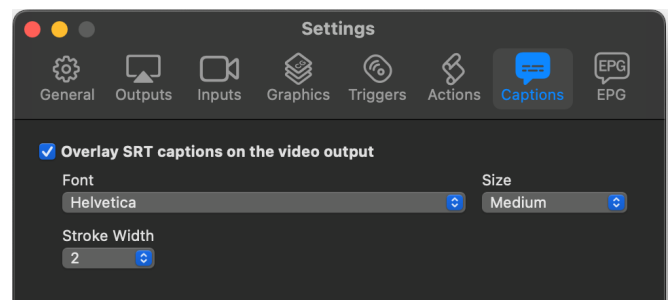 Settings
General Outputs Inputs Graphics Triggers Actions Captions EPG EPG
Overlay SRT captions on the video output
Font Size
Helvetica Medium
Stroke Width
2